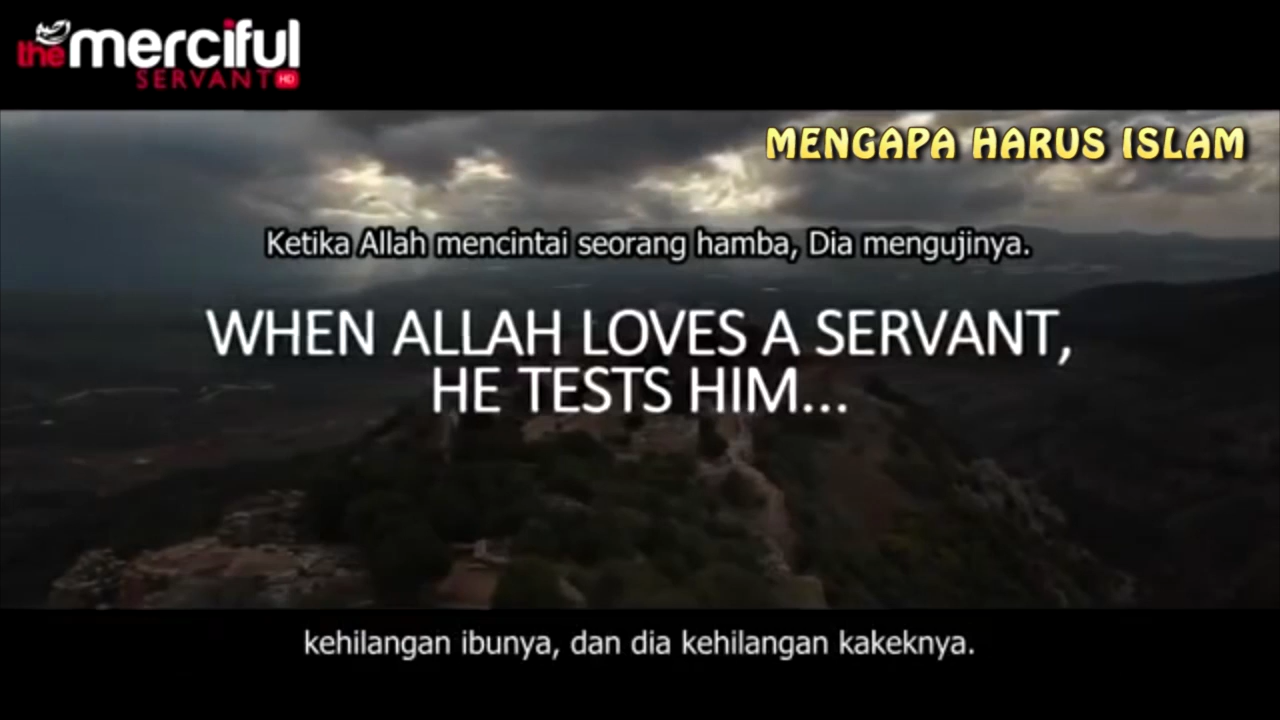 the merciful
SERVANT HD
MENGAPA HARUS ISLAM
Ketika Allah mencintai seorang hamba, Dia mengujinya.
WHEN ALLAH LOVES A SERVANT,
HE TESTS HIM...
kehilangan ibunya, dan dia kehilangan kakeknya.